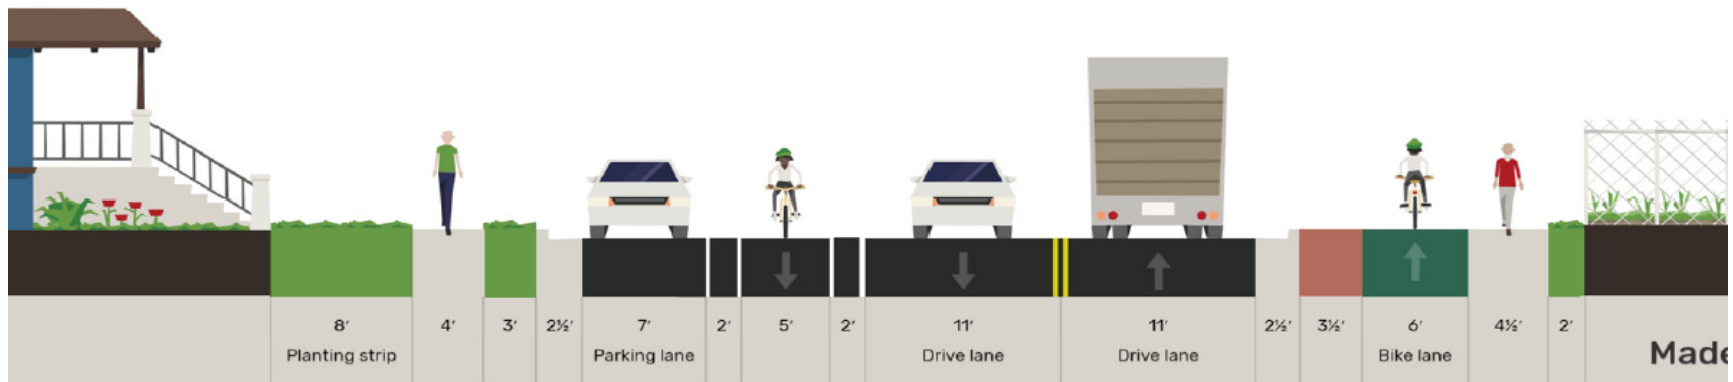 8′ 4′ 3′ 2½′ 7′ 2′ 5′ 2′ 11′ 11′ 2½′ 3½′ 6′ 4½′ 2′
Planting strip Parking lane Drive lane Drive lane Bike lane Made